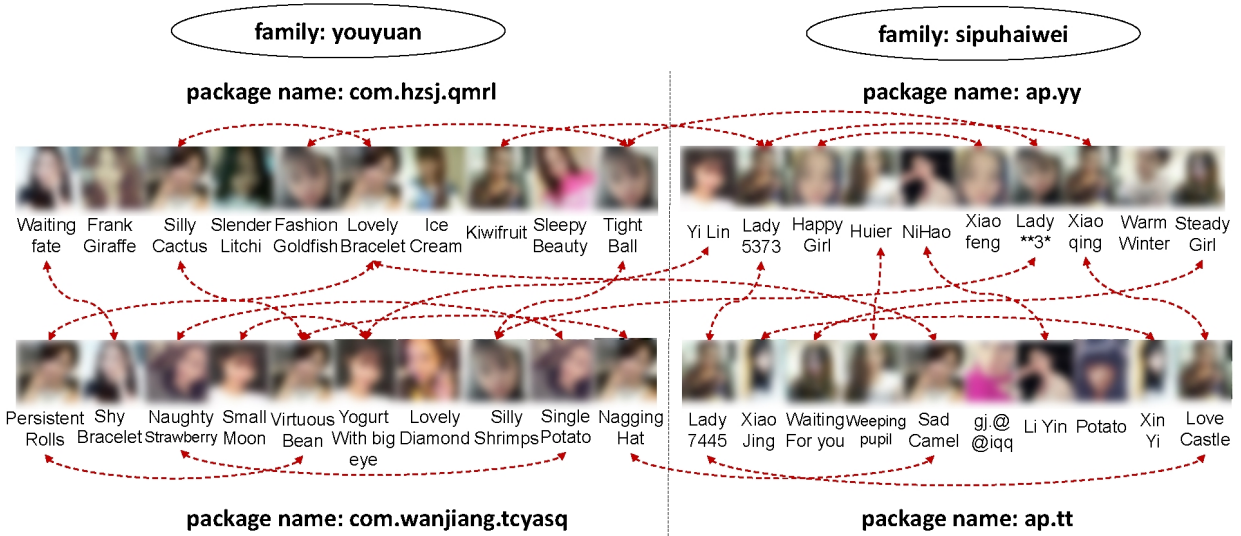 family: youyuan
family: sipuhaiwei
package name: com.hzsj.qmrl
package name: ap.yy
Waiting fate
Frank Giraffe
Silly Cactus
Slender Litchi
Fashion Goldfish
Lovely Bracelet
Ice Cream
Kiwifruit
Sleepy Beauty
Tight Ball
Yi Lin
Lady 5373
Happy Girl
Huier
NiHao
Xiao feng
Lady **3*
Xiao qing
Warm Winter
Steady Girl
Persistent Rolls
Shy Bracelet
Naughty Strawberry
Small Moon
Virtuous Bean
Yogurt With big eye
Lovely Diamond
Silly Shrimps
Single Potato
Nagging Hat
Lady 7445
Xiao Jing
Waiting For you
Weeping pupil
Sad Camel
gj.@ @iqq
Li Yin
Potato
Xin Yi
Love Castle
package name: com.wanjiang.tcyasq
package name: ap.tt